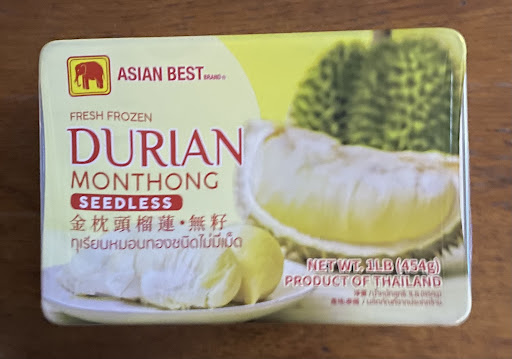 ASIAN BEST BRAND ®
FRESH FROZEN
DURIAN
MONTHONG
SEEDLESS
金枕頭榴蓮・無籽
ทุเรียนหมอนทองชนิดไม่มีเม็ด
NET WT. 1LB (454g)
PRODUCT OF THAILAND